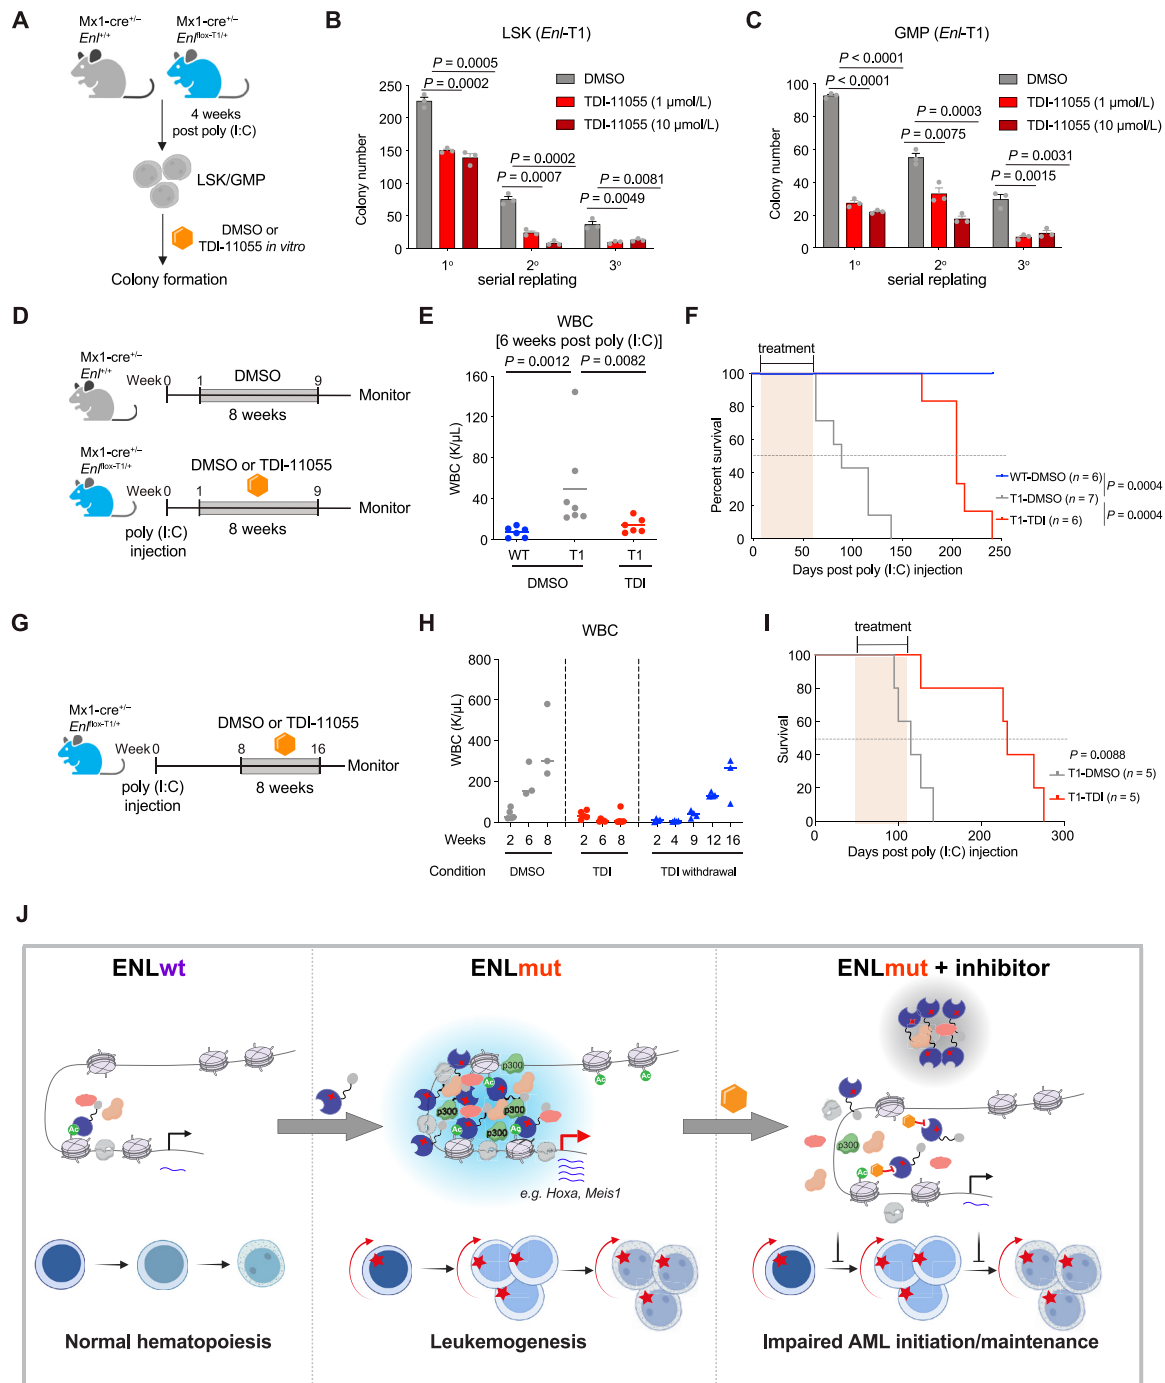 A
Mx1-cre+/–
Enl+/+
Mx1-cre+/–
Enlflox-T1/+
4 weeks
post poly (I:C)
LSK/GMP
DMSO or
TDI-11055 in vitro
Colony formation
B
LSK (Enl-T1)
P = 0.0005
P = 0.0002
DMSO
TDI-11055 (1 µmol/L)
TDI-11055 (10 µmol/L)
P = 0.0002
P = 0.0007
P = 0.0081
P = 0.0049
Colony number
250
200
150
100
50
0
1° 2° 3°
serial replating
C
GMP (Enl-T1)
P < 0.0001
P < 0.0001
DMSO
TDI-11055 (1 µmol/L)
TDI-11055 (10 µmol/L)
P = 0.0003
P = 0.0075
P = 0.0031
P = 0.0015
Colony number
100
80
60
40
20
0
1° 2° 3°
serial replating
D
Mx1-cre+/–
Enl+/+
Week 0 1 DMSO 9
8 weeks
Monitor
Mx1-cre+/–
Enlflox-T1/+
DMSO or TDI-11055
Week 0 1 9
8 weeks
Monitor
poly (I:C)
injection
E
WBC
[6 weeks post poly (I:C)]
P = 0.0012 P = 0.0082
WBC (K/µL)
160
120
80
40
0
WT T1 T1
DMSO TDI
F
treatment
Percent survival
100
80
60
40
20
0
0 50 100 150 200 250
Days post poly (I:C) injection
WT-DMSO (n = 6)
T1-DMSO (n = 7)
T1-TDI (n = 6)
P = 0.0004
P = 0.0004
G
Mx1-cre+/–
Enlflox-T1/+
DMSO or TDI-11055
Week 0 8 16
8 weeks
Monitor
poly (I:C)
injection
H
WBC
WBC (K/µL)
800
600
400
200
0
Weeks 2 6 8 2 6 8 2 4 9 12 16
Condition DMSO TDI TDI withdrawal
I
treatment
Survival
100
80
60
40
20
0
0 100 200 300
Days post poly (I:C) injection
P = 0.0088
T1-DMSO (n = 5)
T1-TDI (n = 5)
J
ENLwt
Ac
Normal hematopoiesis
ENLmut
p300
Ac
Ac
Ac
p300
p300
Ac
Ac
p300
e.g. Hoxa, Meis1
Leukemogenesis
ENLmut + inhibitor
p300
Ac
Impaired AML initiation/maintenance